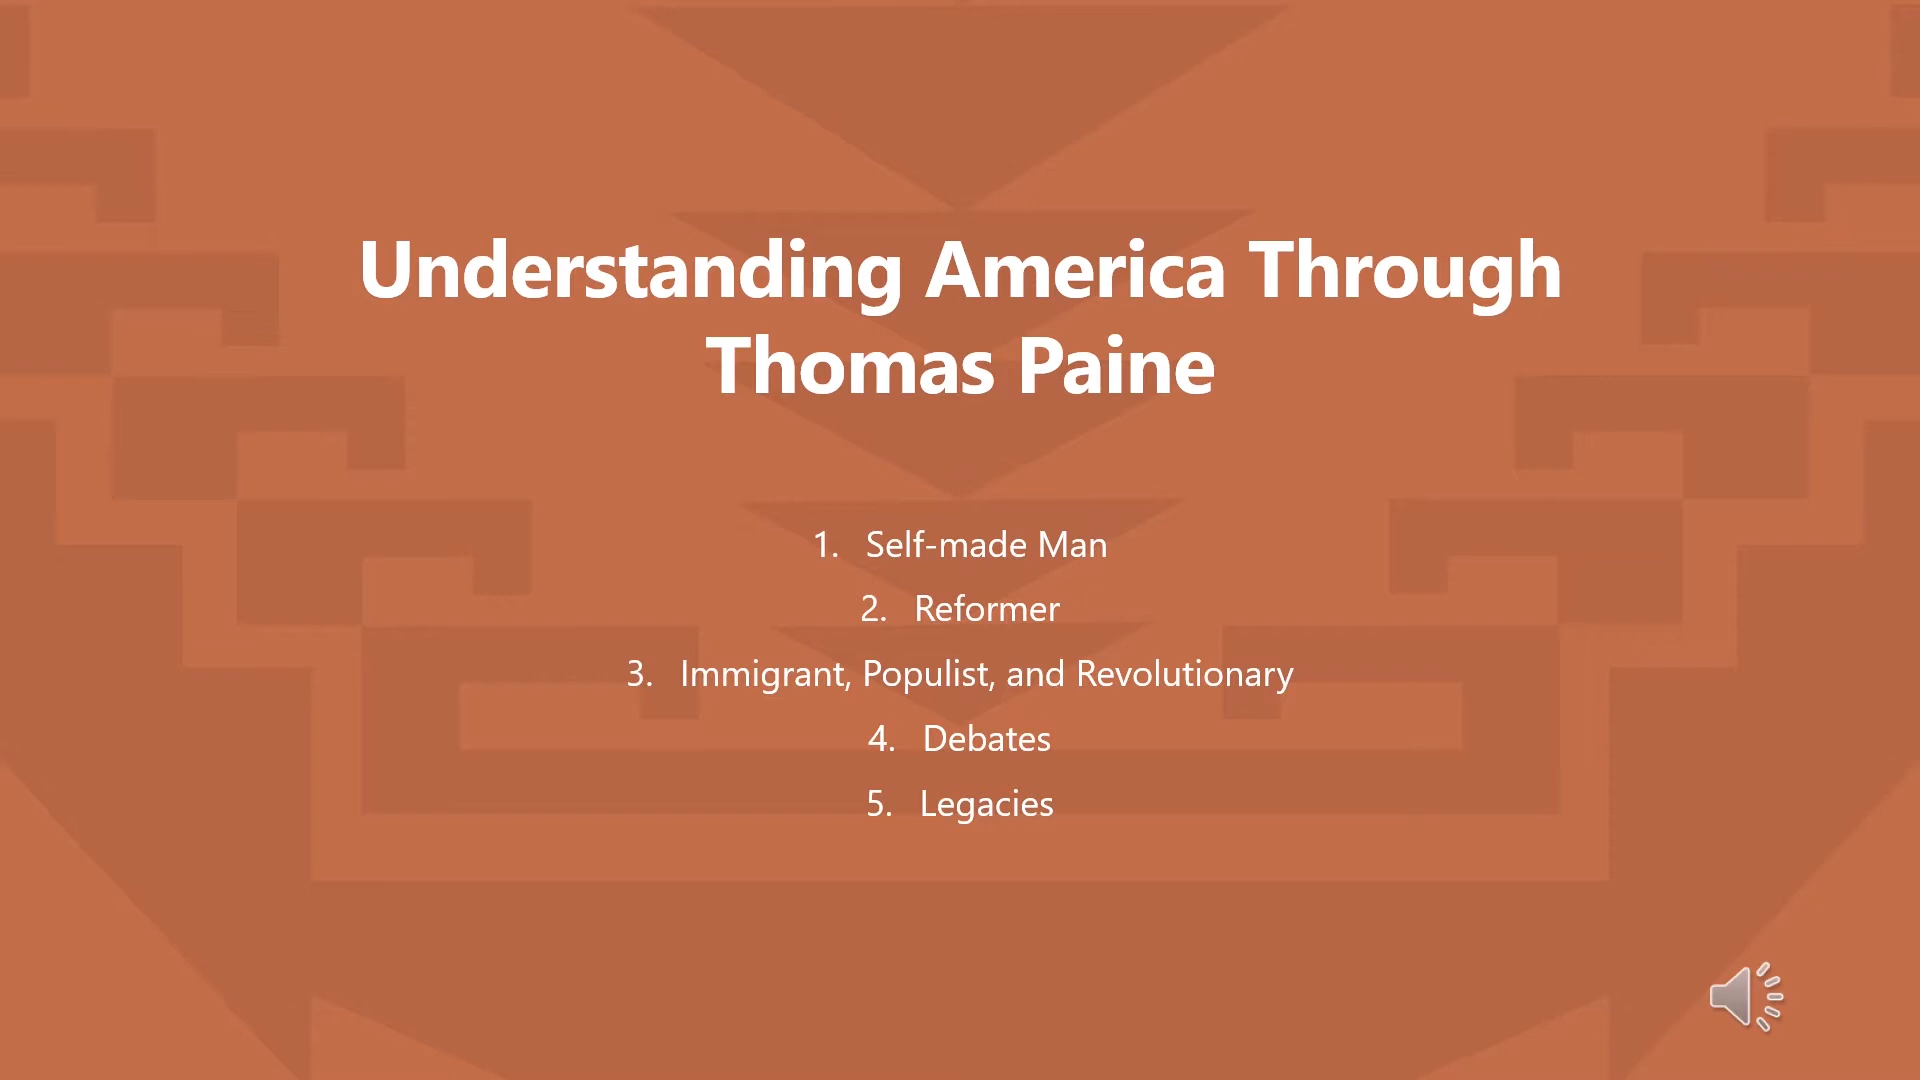 Understanding America Through
Thomas Paine
1. Self-made Man
2. Reformer
3. Immigrant, Populist, and Revolutionary
4. Debates
5. Legacies